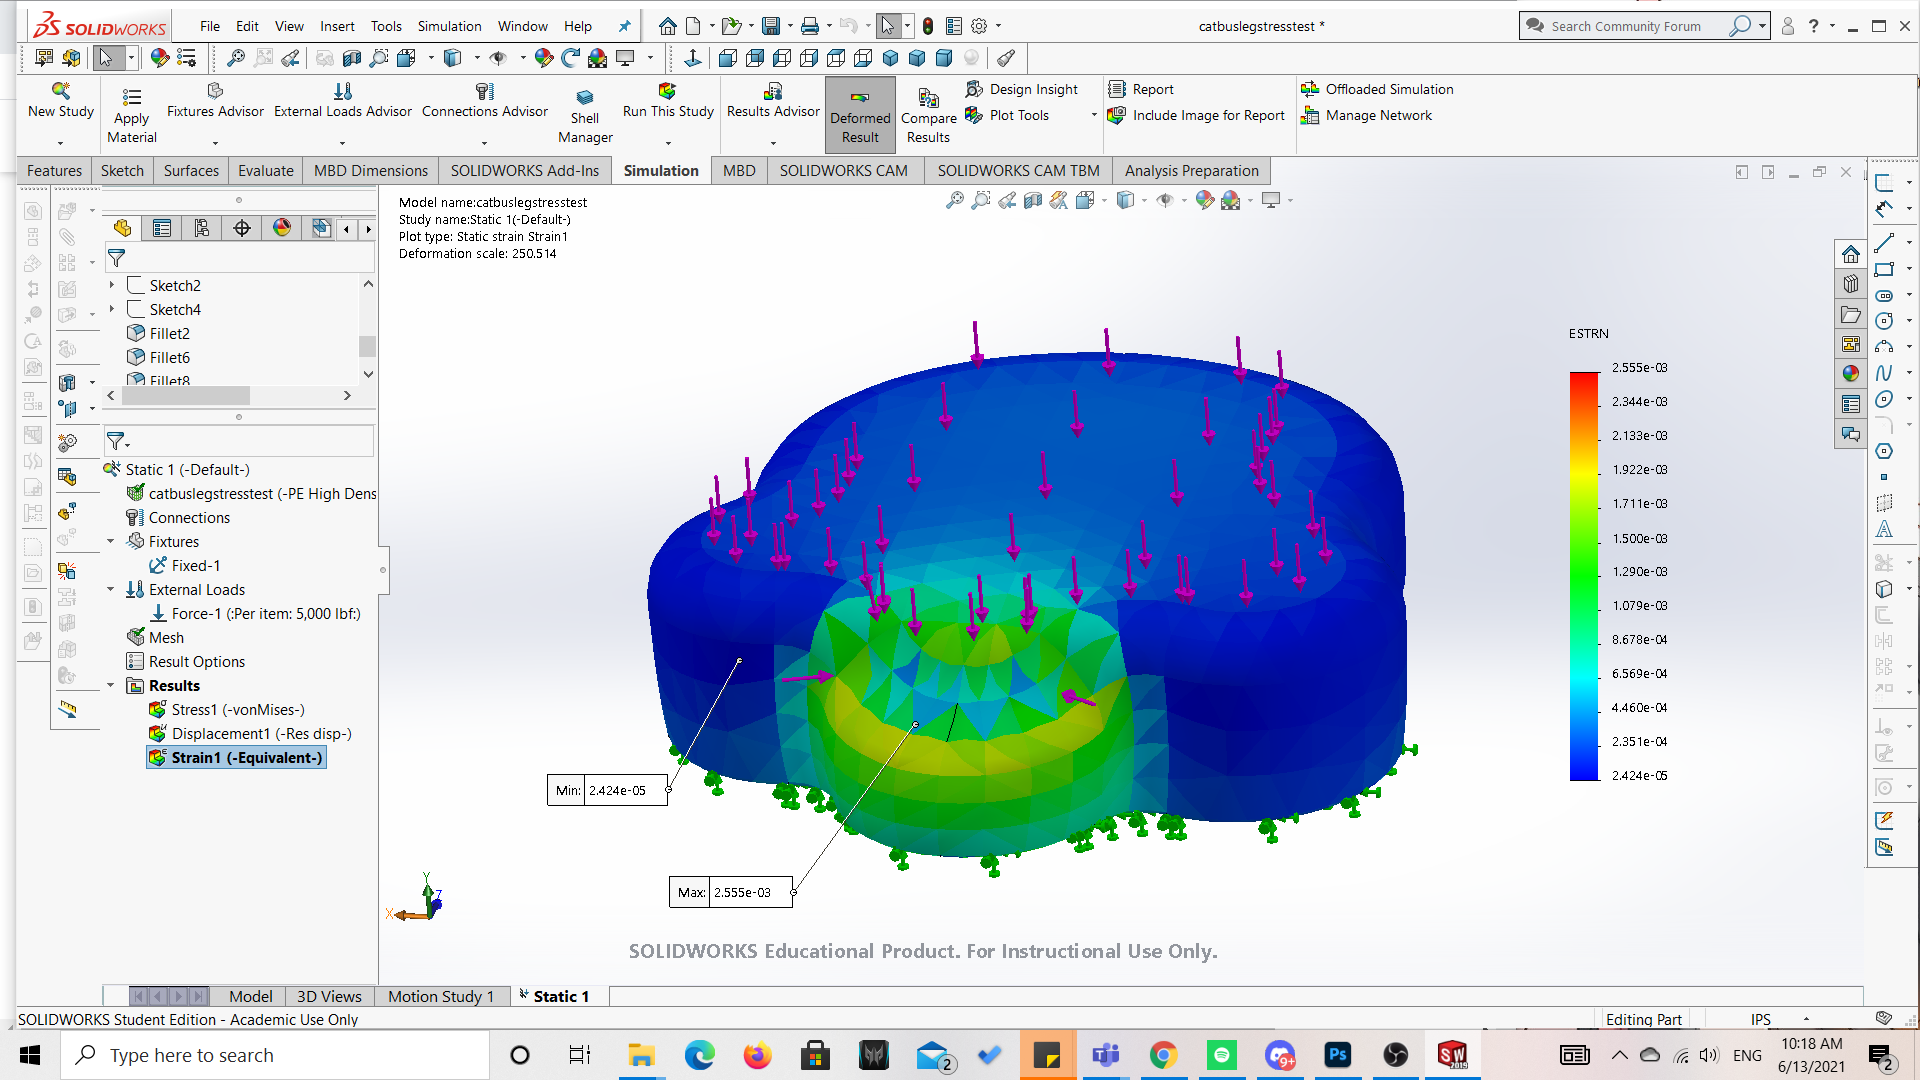 SOLIDWORKS
File Edit View Insert Tools Simulation Window Help
catbuslegstresstest *
Search Community Forum
New Study
Apply Material
Fixtures Advisor
External Loads Advisor
Connections Advisor
Shell Manager
Run This Study
Results Advisor
Deformed Result
Compare Results
Design Insight
Plot Tools
Report
Include Image for Report
Offloaded Simulation
Manage Network
Features Sketch Surfaces Evaluate MBD Dimensions SOLIDWORKS Add-Ins Simulation MBD SOLIDWORKS CAM SOLIDWORKS CAM TBM Analysis Preparation
Model name:catbuslegstresstest
Study name:Static 1(-Default-)
Plot type: Static strain Strain1
Deformation scale: 250.514
Sketch2
Sketch4
Fillet2
Fillet6
Fillet8
Static 1 (-Default-)
catbuslegstresstest (-PE High Dens
Connections
Fixtures
Fixed-1
External Loads
Force-1 (:Per item: 5,000 lbf:)
Mesh
Result Options
Results
Stress1 (-vonMises-)
Displacement1 (-Res disp-)
Strain1 (-Equivalent-)
ESTRN
2.555e-03
2.344e-03
2.133e-03
1.922e-03
1.711e-03
1.500e-03
1.290e-03
1.079e-03
8.678e-04
6.569e-04
4.460e-04
2.351e-04
2.424e-05
Min: 2.424e-05
Max: 2.555e-03
Y
Z
X
SOLIDWORKS Educational Product. For Instructional Use Only.
Model 3D Views Motion Study 1 Static 1
SOLIDWORKS Student Edition - Academic Use Only
Editing Part
IPS
Type here to search
2
9+
Ps
SW
2019
ENG
10:18 AM
6/13/2021
2